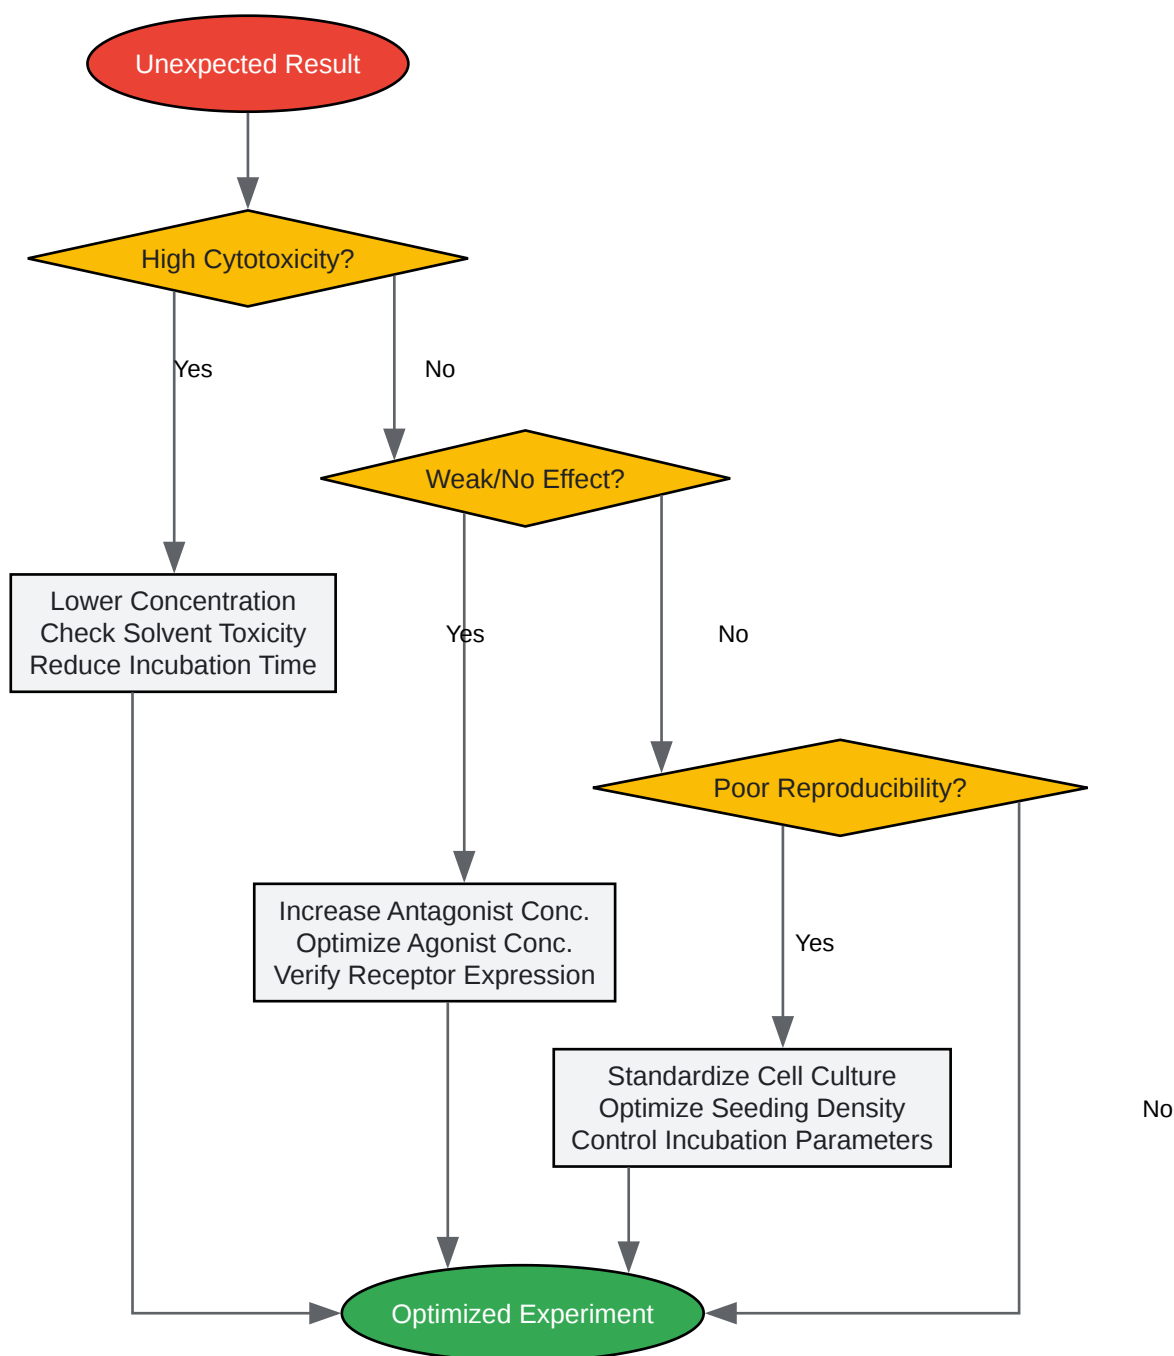 Unexpected Result
High Cytotoxicity?
Yes
No
Weak/No Effect?
Lower Concentration
Check Solvent Toxicity
Reduce Incubation Time
Yes
No
Poor Reproducibility?
Increase Antagonist Conc.
Optimize Agonist Conc.
Verify Receptor Expression
Yes
Standardize Cell Culture
Optimize Seeding Density
Control Incubation Parameters
No
Optimized Experiment